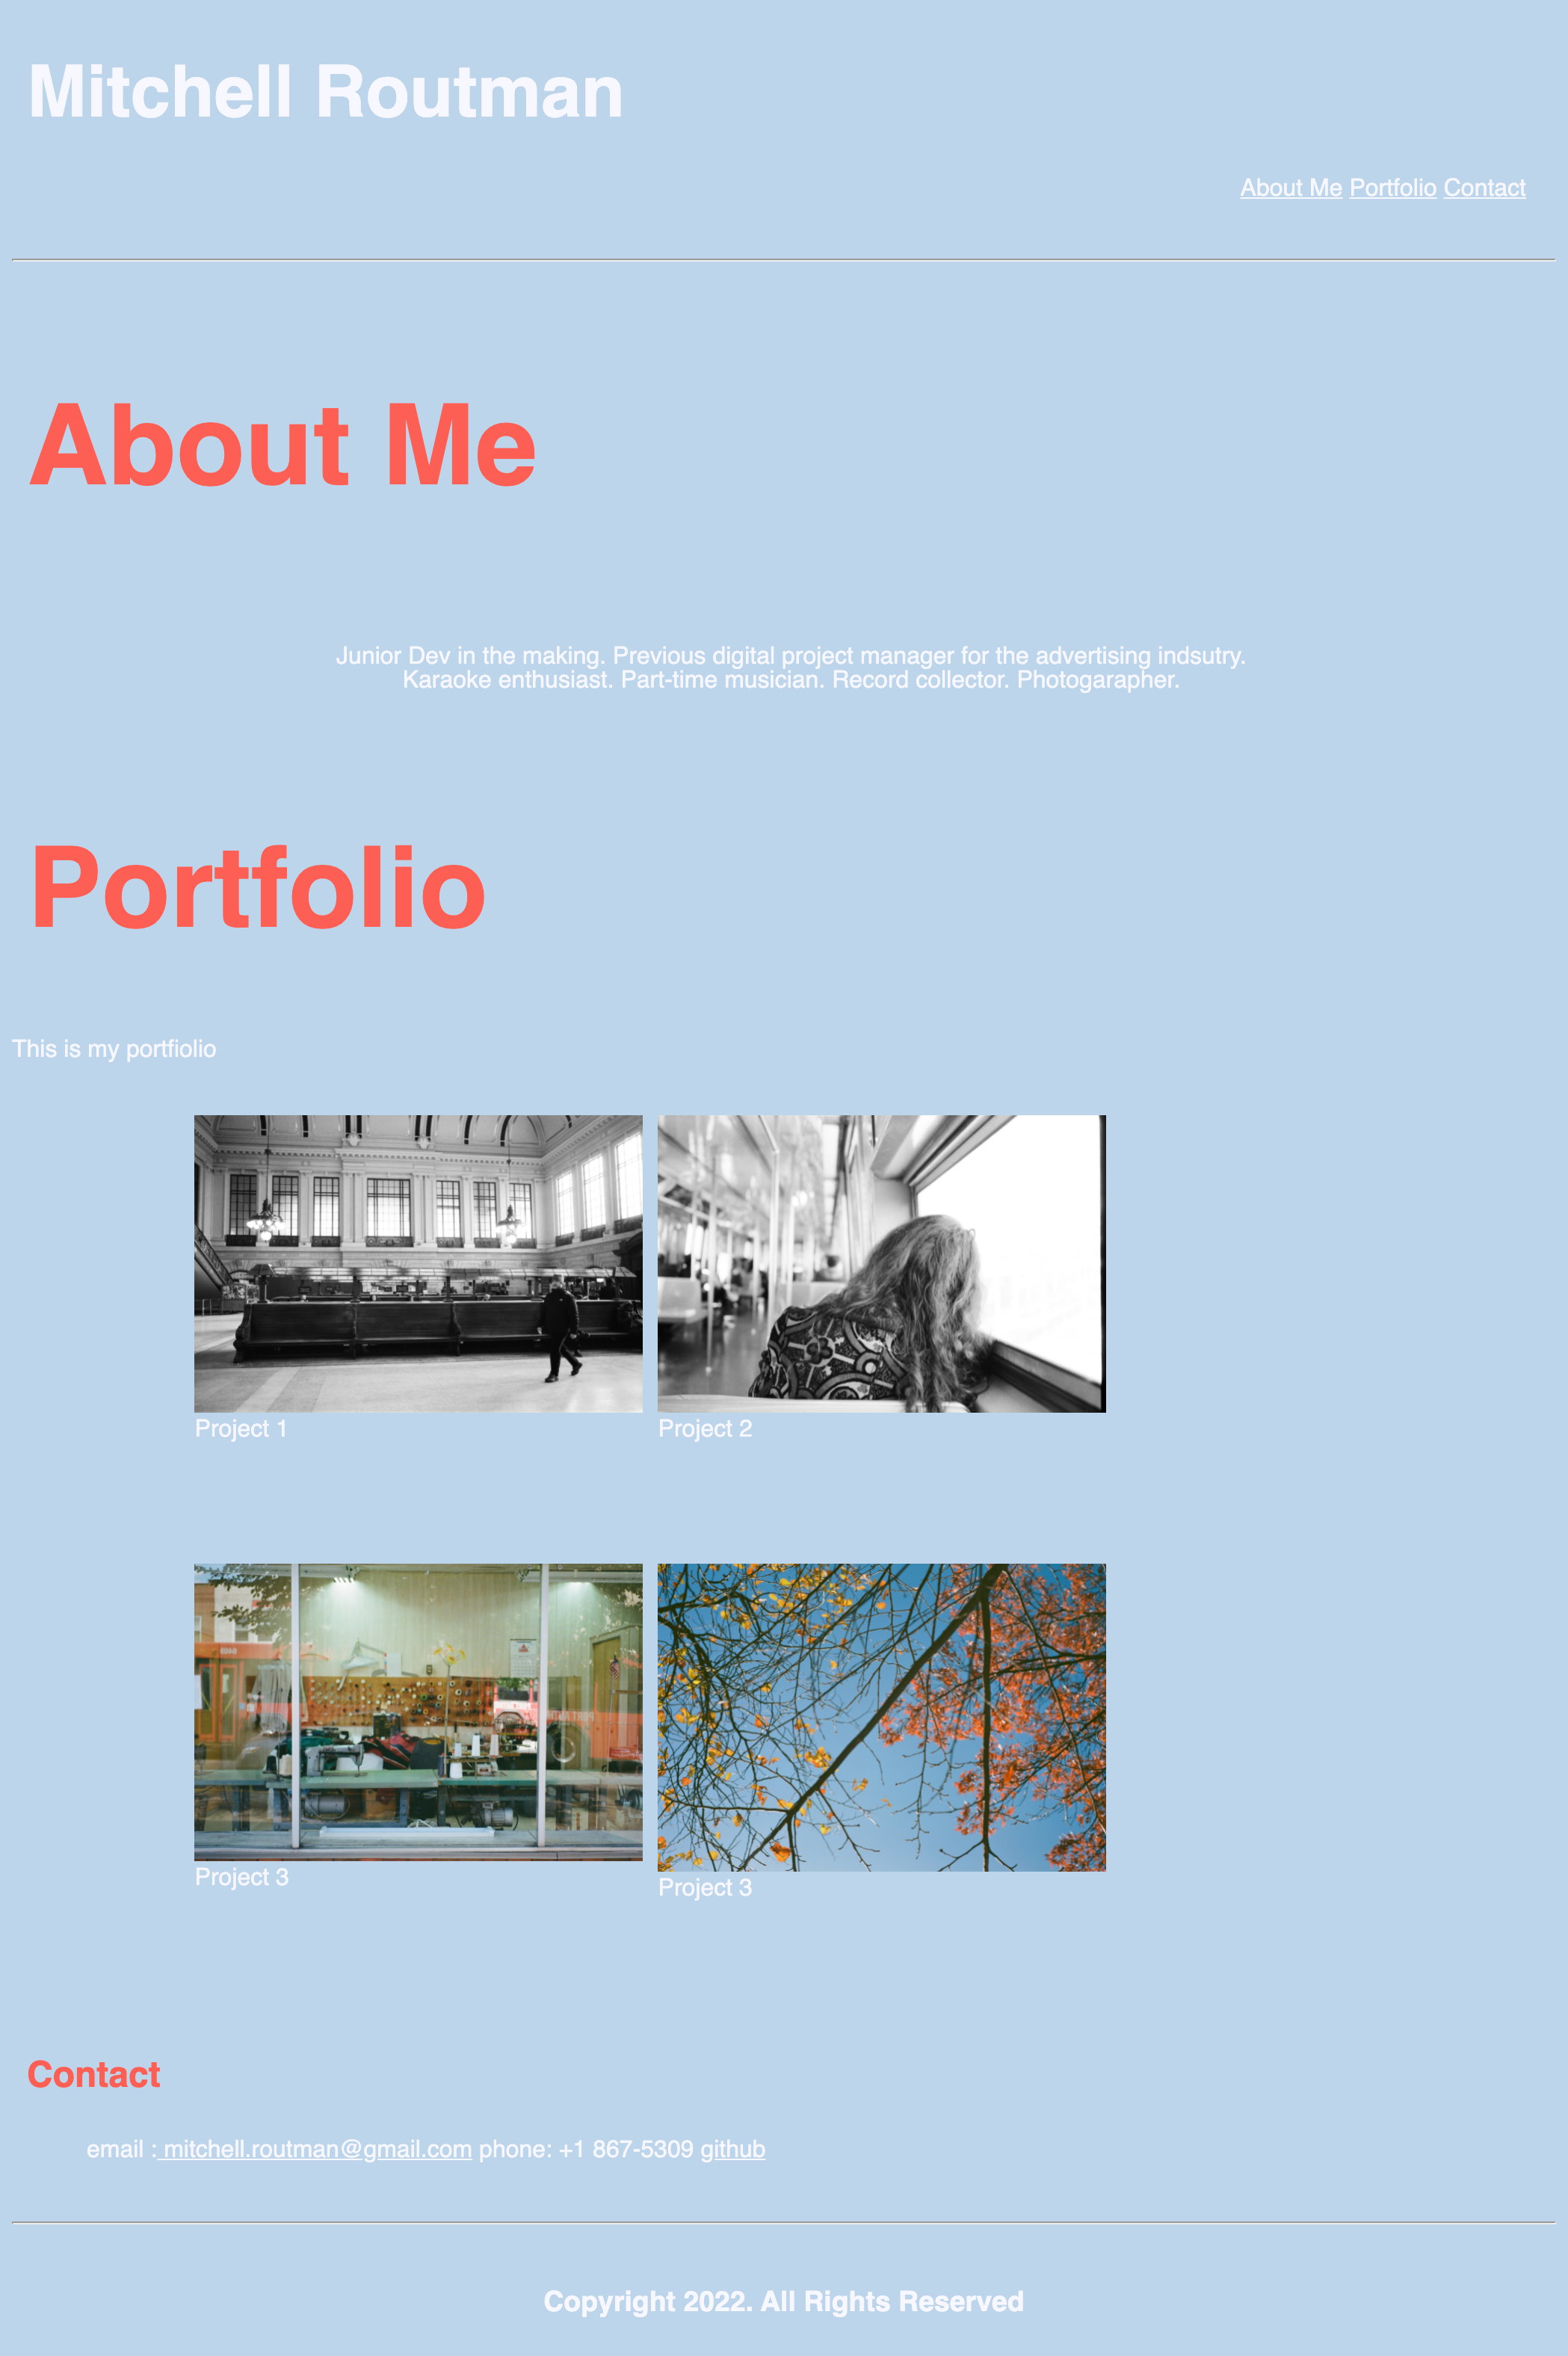 Mitchell Routman
About Me Portfolio Contact
About Me
Junior Dev in the making. Previous digital project manager for the advertising indsutry.
Karaoke enthusiast. Part-time musician. Record collector. Photogarapher.
Portfolio
This is my portfiolio
Project 1
Project 2
Project 3
Project 3
Contact
email : mitchell.routman@gmail.com phone: +1 867-5309 github
Copyright 2022. All Rights Reserved